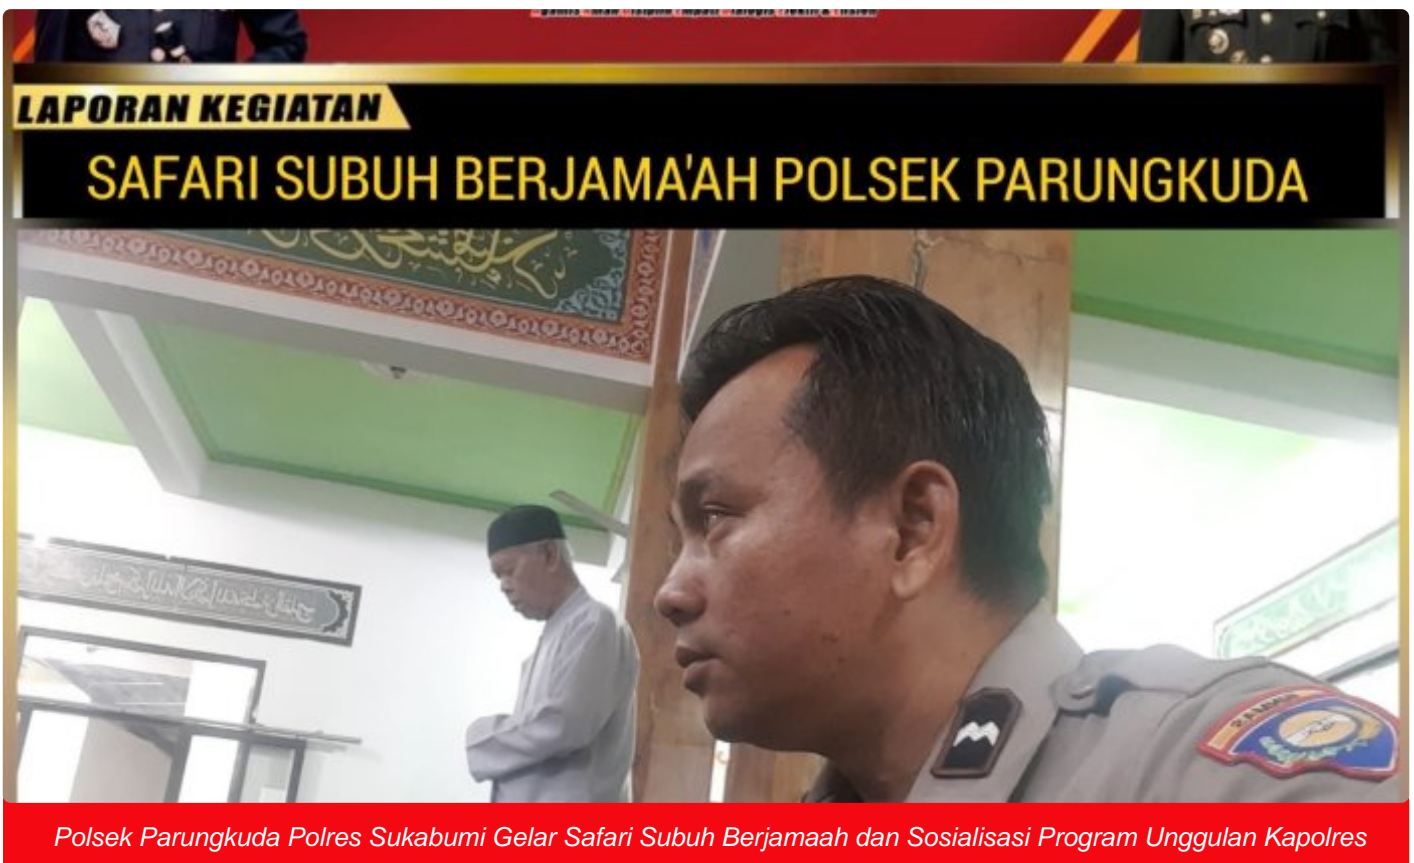 LAPORAN KEGIATAN
SAFARI SUBUH BERJAMA'AH POLSEK PARUNGKUDA
BINMAS
Polsek Parungkuda Polres Sukabumi Gelar Safari Subuh Berjamaah dan Sosialisasi Program Unggulan Kapolres